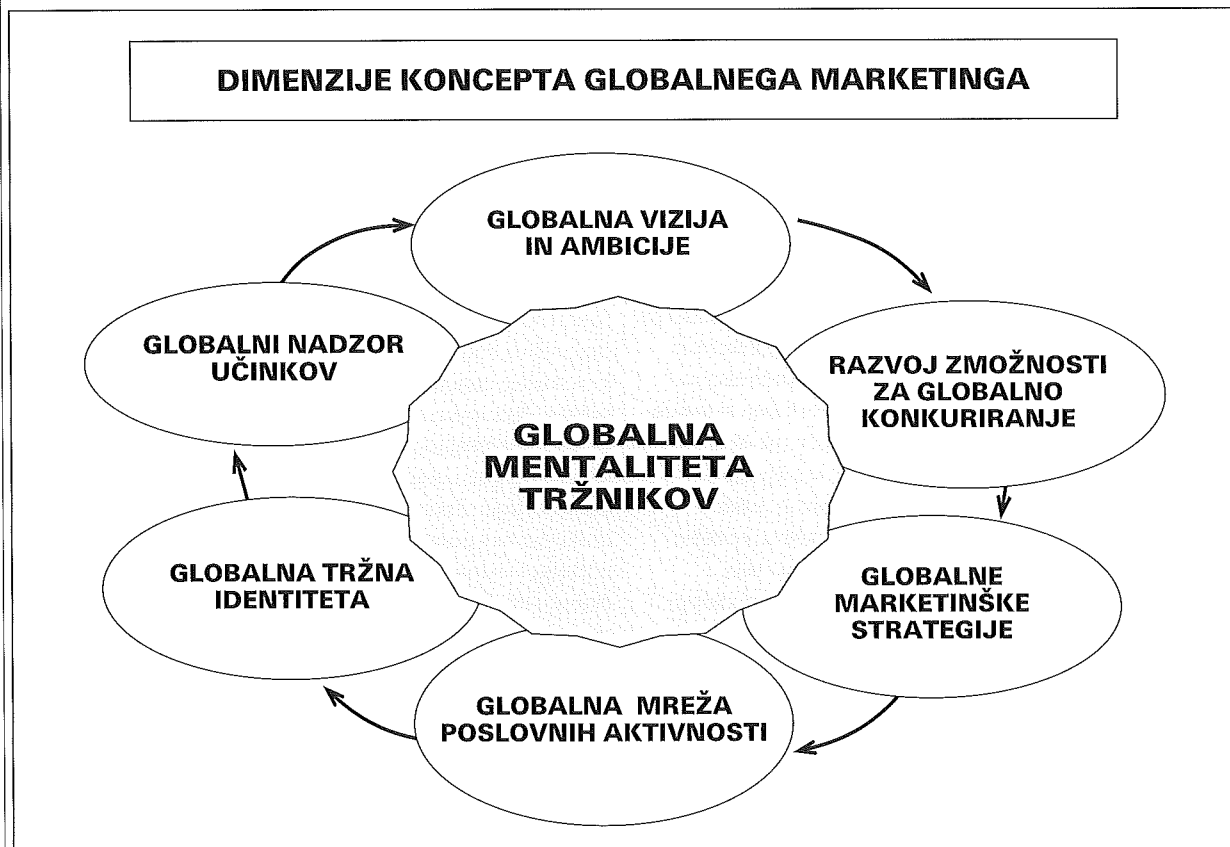 DIMENZIJE KONCEPTA GLOBALNEGA MARKETINGA
GLOBALNA VIZIJA
IN AMBICIJE
RAZVOJ ZMOŽNOSTI
ZA GLOBALNO
KONKURIRANJE
GLOBALNE
MARKETINŠKE
STRATEGIJE
GLOBALNA MREŽA
POSLOVNIH AKTIVNOSTI
GLOBALNA TRŽNA
IDENTITETA
GLOBALNI NADZOR
UČINKOV
GLOBALNA
MENTALITETA
TRŽNIKOV